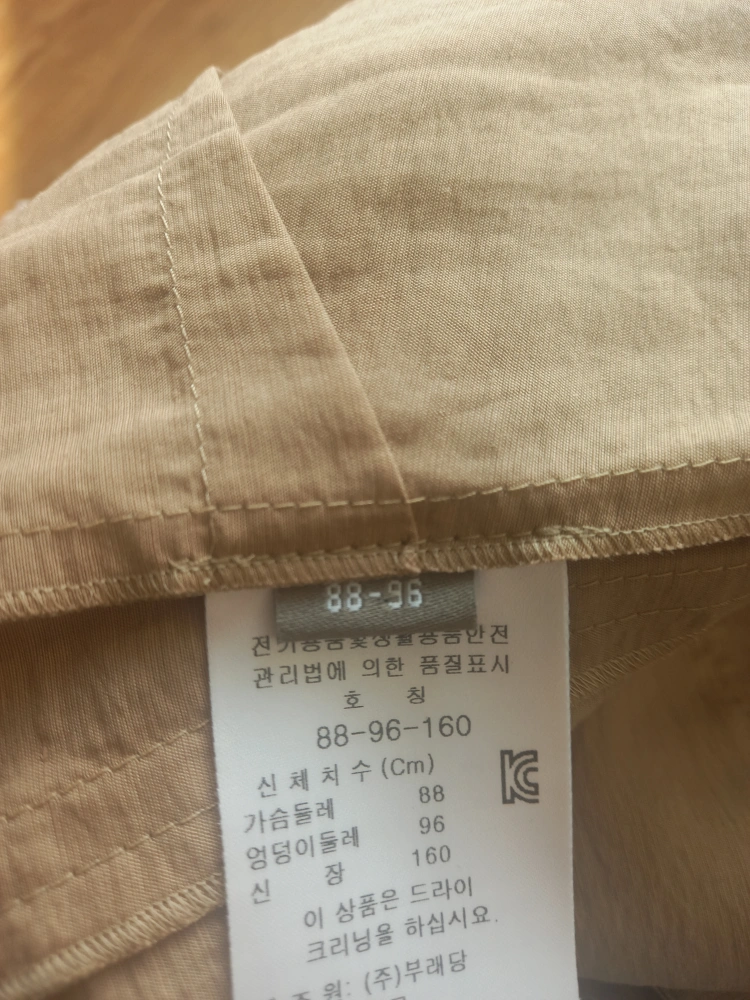 88-96
전기용품및생활용품안전
관리법에 의한 품질표시
호 칭
88-96-160
신 체 치 수 (Cm)
가슴둘레 88
엉덩이둘레 96
신 장 160
이 상품은 드라이
크리닝을 하십시요.
조 원: (주)부래당